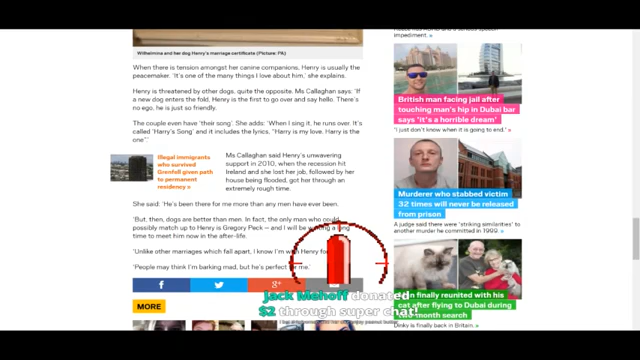 Wilhelmina and her dog Henry's marriage certificate (Picture: PA)
When there is tension amongst her canine companions, Henry is usually the
peacemaker. 'It's one of the many things I love about him,' she explains.
Henry is threatened by other dogs, quite the opposite. Ms Callaghan says: 'If
a new dog enters the fold, Henry is the first to go over and say hello. There's
no ego, he is just so friendly.
The couple even have 'their song'. She adds: 'When I sing it, he runs over. It's
called 'Harry's Song' and it includes the lyrics, "Harry is my love. Harry is the
one"'.
Illegal immigrants
who survived
Grenfell given path
to permanent
residency »
Ms Callaghan said Henry's unwavering
support in 2010, when the recession hit
Ireland and she lost her job, followed by her
house being flooded, got her through an
extremely rough time.
She said: 'He's been there for me more than any men have ever been.
'But, then, dogs are better than men. In fact, the only man who could
possibly match up to Henry is Gregory Peck – and I will be waiting a long
time to meet him now in the after-life.
'Unlike other marriages which fall apart, I know I'm with Henry for
'People may think I'm barking mad, but he's perfect for me.'
f
g+
MORE
Jack Mehoff donated
$2 through super chat!
impediment. »
British man facing jail after
touching man's hip in Dubai bar
says 'It's a horrible dream'
'I just don't know when it is going to end.' »
Murderer who stabbed victim
32 times will never be released
from prison
A judge said there were 'striking similarities' to
another murder he committed in 1999. »
finally reunited with his
cat after flying to Dubai during
two-month search
Dinky is finally back in Britain. »